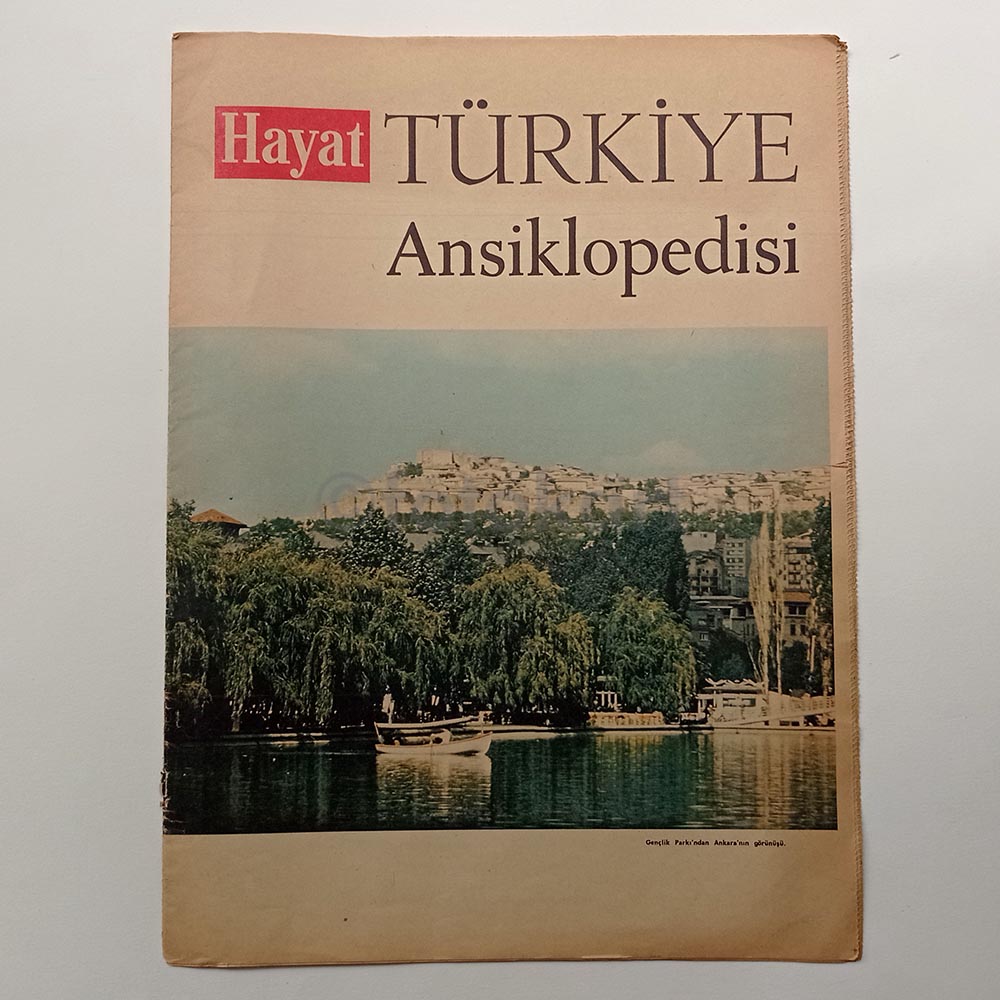 Hayat TÜRKİYE
Ansiklopedisi
Gençlik Parkı'ndan Ankara'nın görünüşü.